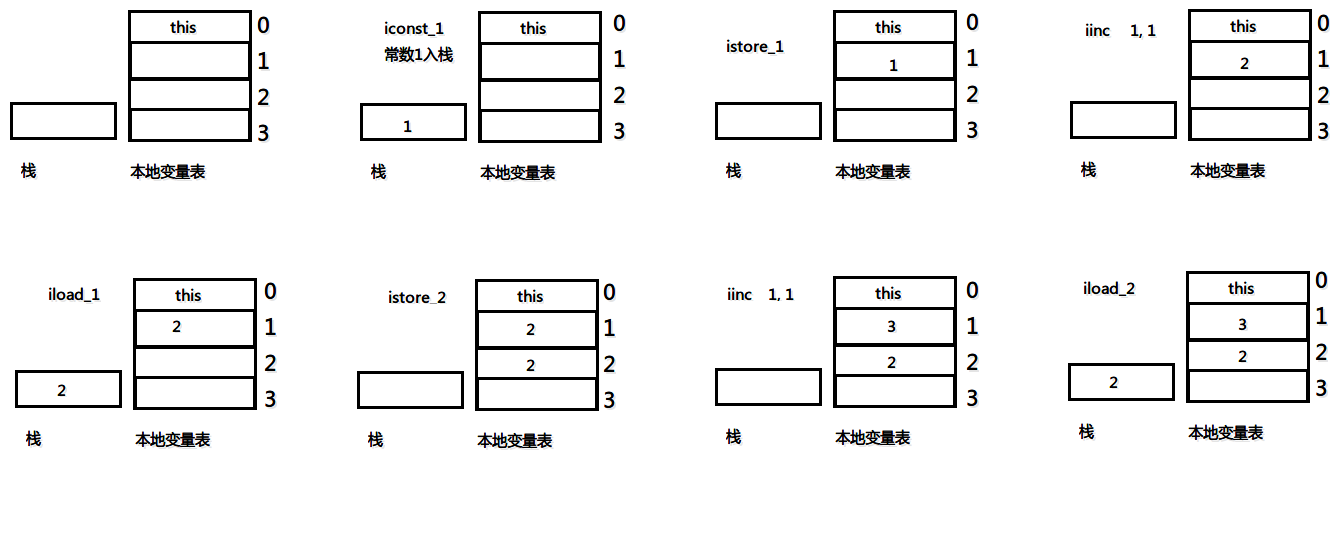 this 0
1
2
3
栈 本地变量表
iconst_1 this 0
常数1入栈 1
2
1 3
栈 本地变量表
istore_1 this 0
1 1
2
3
栈 本地变量表
iinc 1, 1 this 0
2 1
2
3
栈 本地变量表
iload_1 this 0
2 1
2
2 3
栈 本地变量表
istore_2 this 0
2 1
2 2
3
栈 本地变量表
iinc 1, 1 this 0
3 1
2 2
3
栈 本地变量表
iload_2 this 0
3 1
2 2
2 3
栈 本地变量表